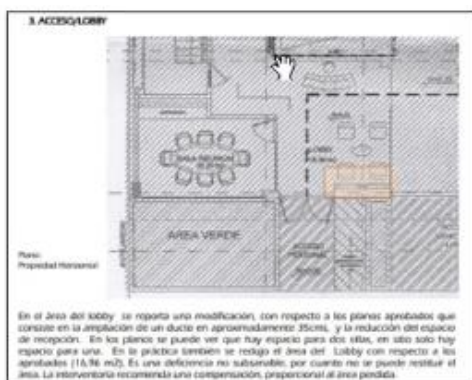 3. ACCESO/LOBBY
LOBBY
AREA VERDE
ACCESO
PERSONAL
Plano:
Propiedad Horizontal
En el área del lobby se reporta una modificación, con respecto a los planos aprobados que
consiste en la ampliación de un ducto en aproximadamente 35cms, y la reducción del espacio
de recepción. En los planos se puede ver que hay espacio para dos sillas, en sitio solo hay
espacio para una. En la práctica también se redujo el área del Lobby con respecto a los
aprobados (16,96 m2). Es una deficiencia no subsanable, por cuanto no se puede restituir el
área. La interventoría recomienda una compensación, proporcional al área perdida.